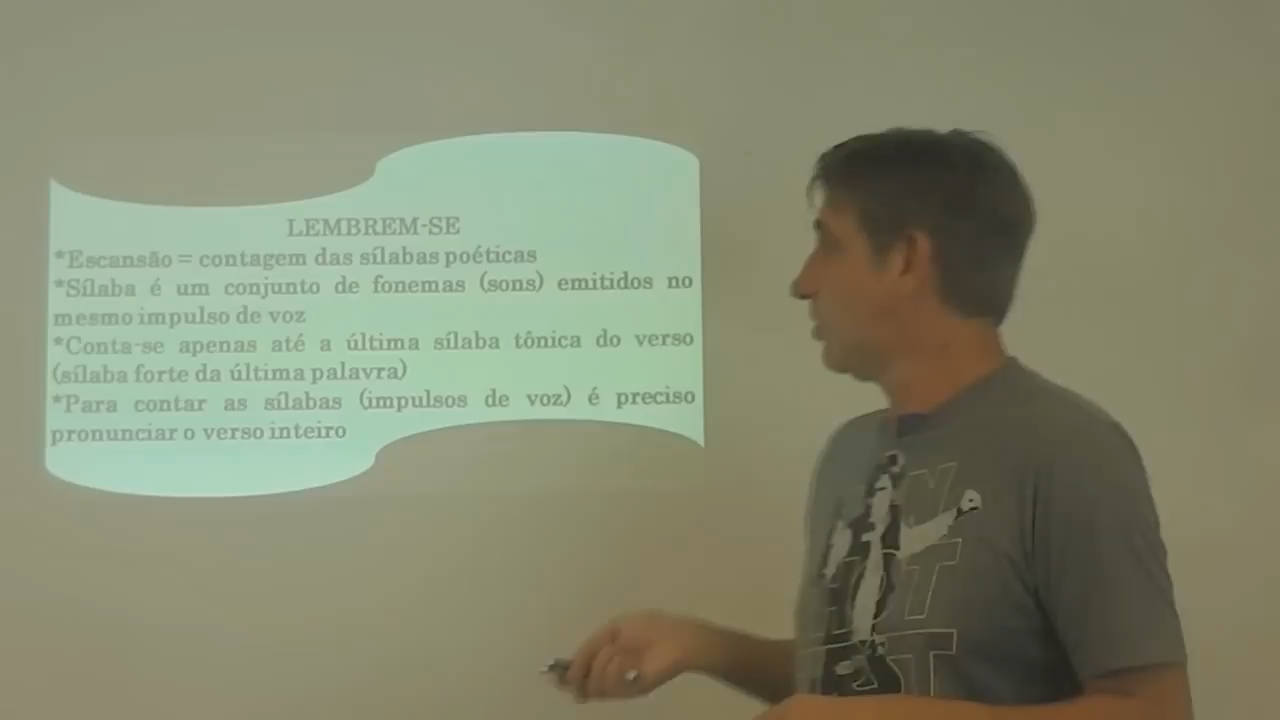 LEMBREM-SE
*Escansão = contagem das sílabas poéticas
*Sílaba é um conjunto de fonemas (sons) emitidos no
mesmo impulso de voz
*Conta-se apenas até a última sílaba tônica do verso
(sílaba forte da última palavra)
*Para contar as sílabas (impulsos de voz) é preciso
pronunciar o verso inteiro